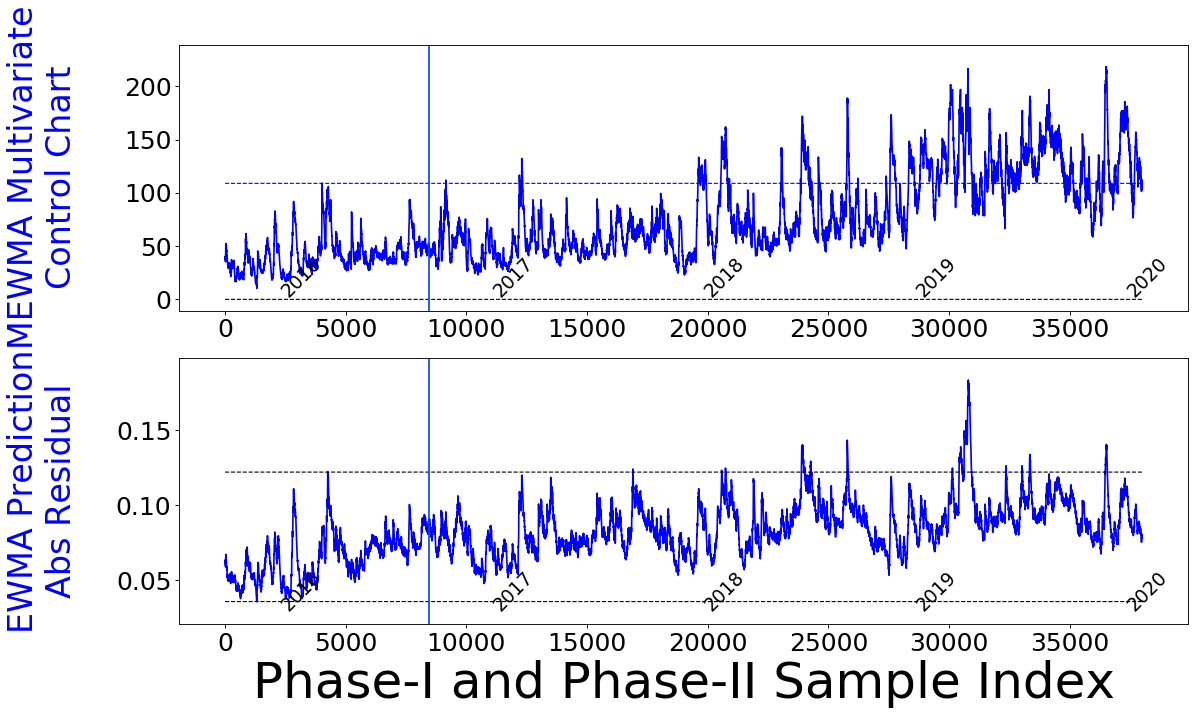 MEWMA Multivariate
Control Chart
200
150
100
50
0
2016
2017
2018
2019
2020
0 5000 10000 15000 20000 25000 30000 35000
EWMA Prediction
Abs Residual
0.15
0.10
0.05
2016
2017
2018
2019
2020
0 5000 10000 15000 20000 25000 30000 35000
Phase-I and Phase-II Sample Index